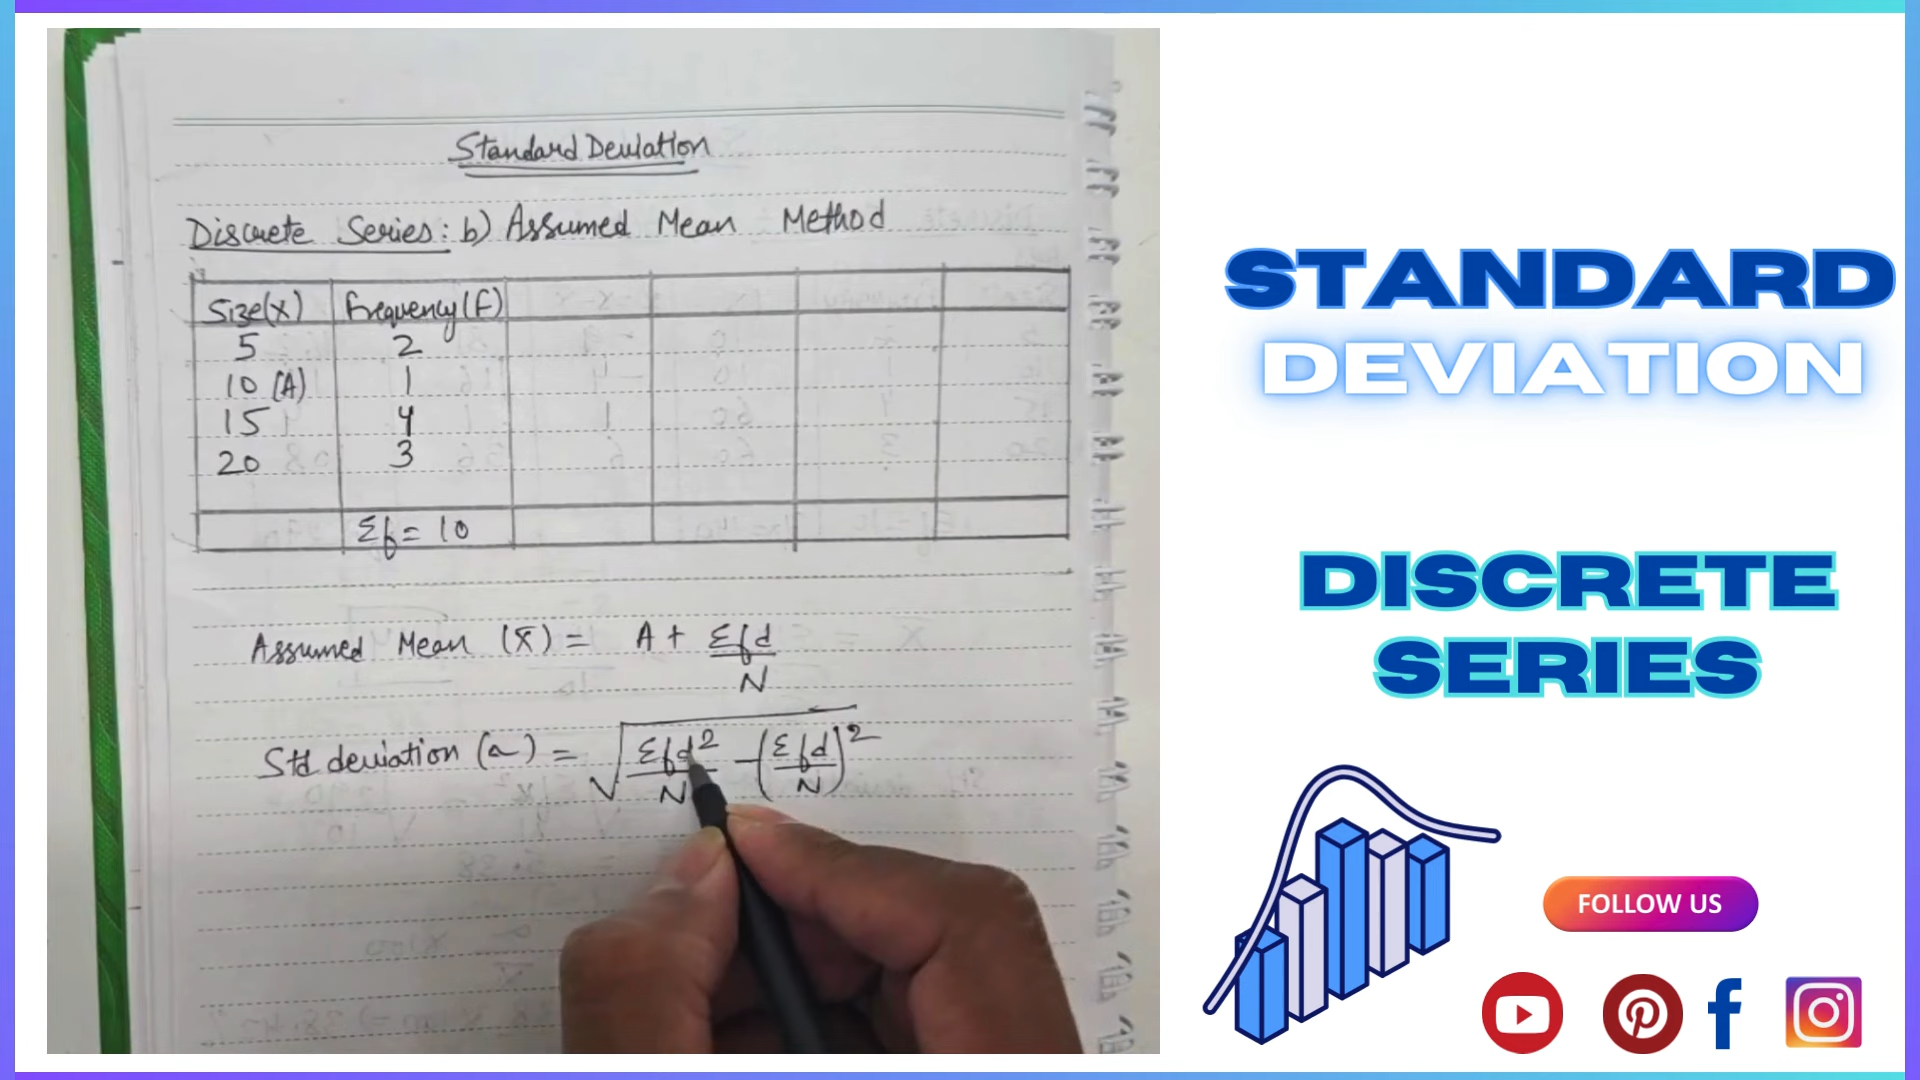 Standard Deviation
Discrete Series: b) Assumed Mean Method
Size(x) Frequency(f)
5 2
10 (A) 1
15 4
20 3
Σf = 10
Assumed Mean (x̄) = A + Σfd
N
Std deviation (σ) = √ Σfd² - (Σfd)²
N N
STANDARD
DEVIATION
DISCRETE
SERIES
FOLLOW US